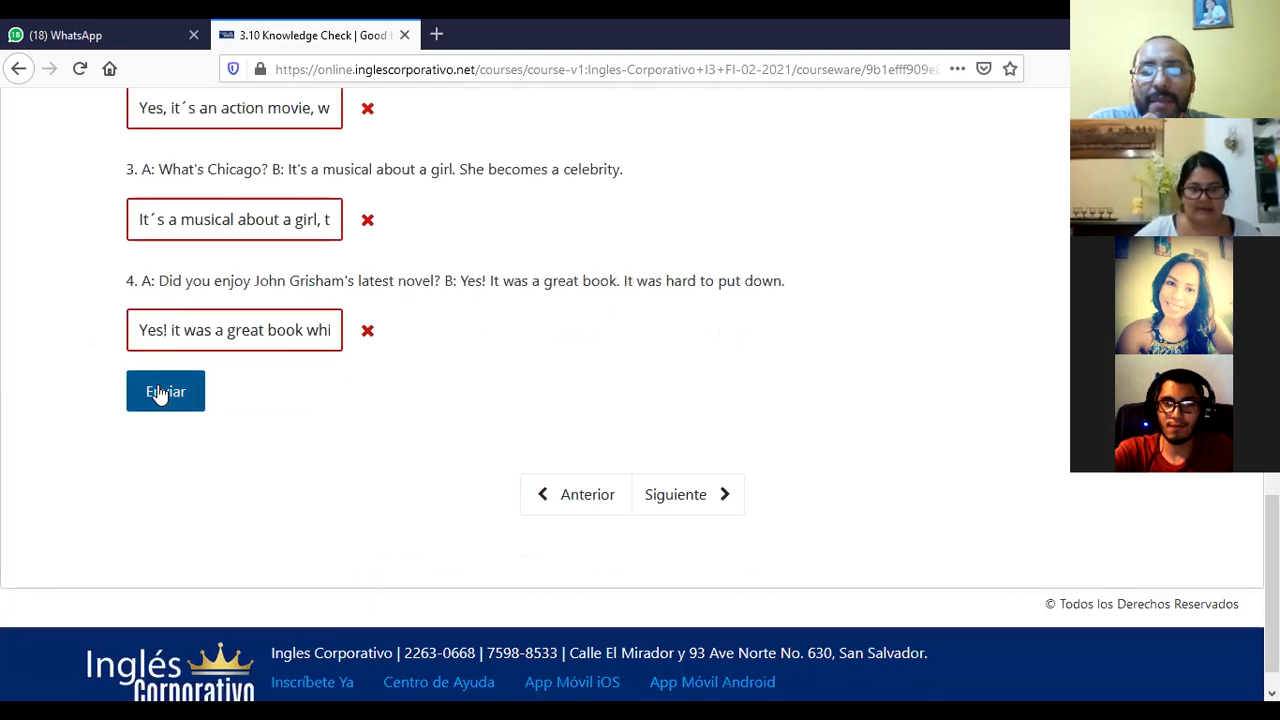 (18) WhatsApp
3.10 Knowledge Check | Good
https://online.inglescorporativo.net/courses/course-v1:Ingles-Corporativo+I3+FI-02-2021/courseware/9b1efff909e
Yes, it´s an action movie, w
3. A: What's Chicago? B: It's a musical about a girl. She becomes a celebrity.
It´s a musical about a girl, t
4. A: Did you enjoy John Grisham's latest novel? B: Yes! It was a great book. It was hard to put down.
Yes! it was a great book whi
Enviar
Anterior
Siguiente
© Todos los Derechos Reservados
Inglés Corporativo
Ingles Corporativo | 2263-0668 | 7598-8533 | Calle El Mirador y 93 Ave Norte No. 630, San Salvador.
Inscríbete Ya
Centro de Ayuda
App Móvil iOS
App Móvil Android